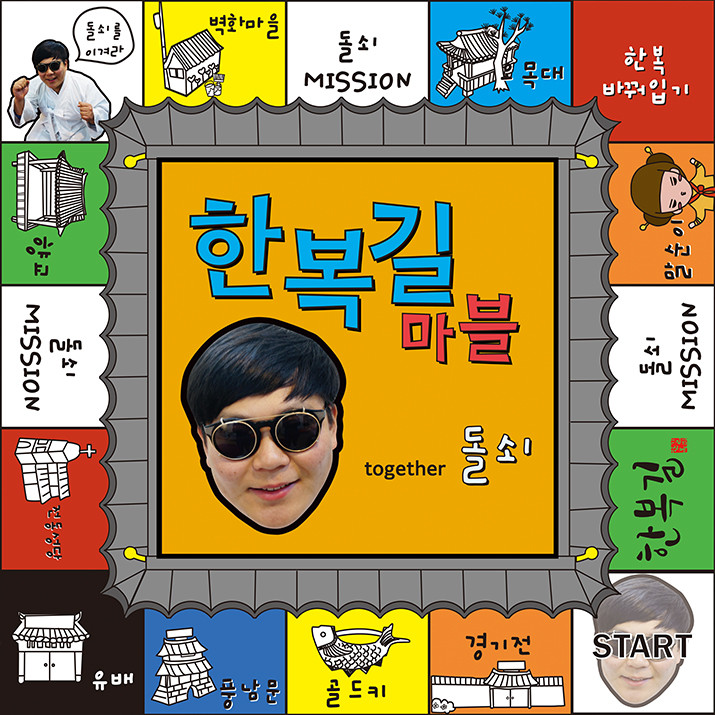 돌쇠를
이겨라
벽화마을
돌쇠
MISSION
오목대
한복
바꿔입기
향교
한복길
마블
말순이
돌쇠
MISSION
돌쇠
MISSION
together 돌쇠
전동성당
한복길
유배
풍남문
골드키
경기전
START